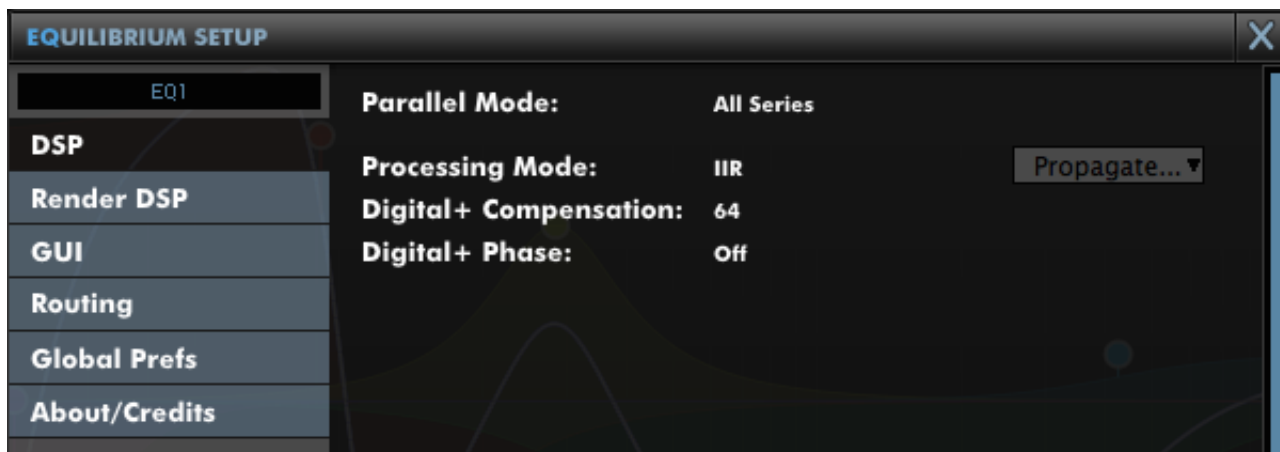 EQUILIBRIUM SETUP
X
EQ1
DSP
Render DSP
GUI
Routing
Global Prefs
About/Credits
Parallel Mode: All Series
Processing Mode: IIR Propagate...
Digital+ Compensation: 64
Digital+ Phase: Off